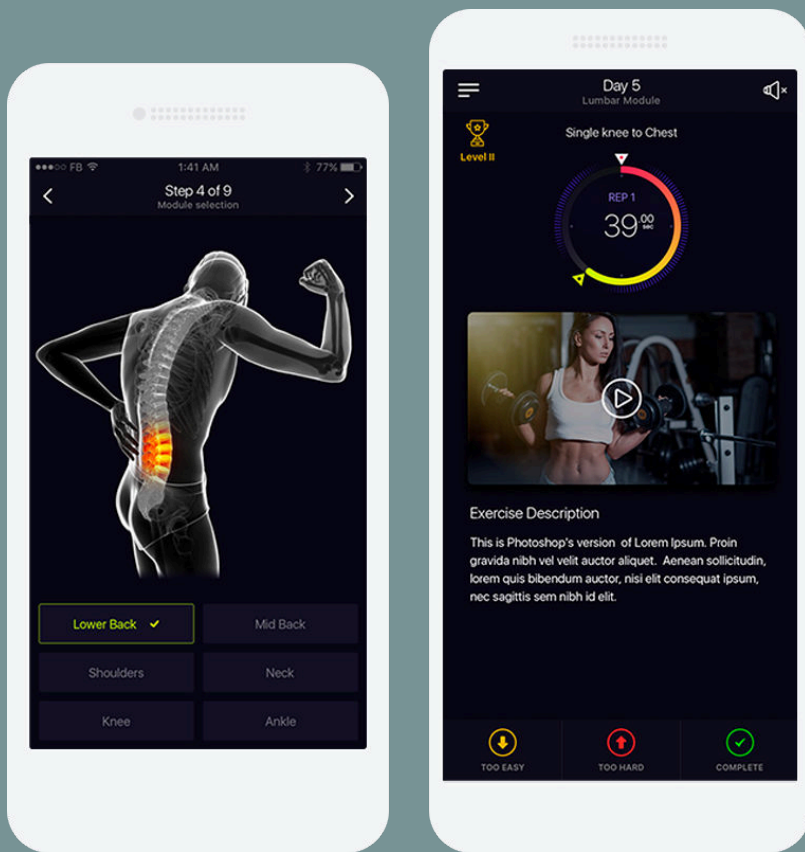 FB 1:41 AM 77%
Step 4 of 9
Module selection
Lower Back
Mid Back
Shoulders
Neck
Knee
Ankle
Day 5
Lumbar Module
Level II
Single knee to Chest
REP 1
39.00
sec
Exercise Description
This is Photoshop's version of Lorem Ipsum. Proin
gravida nibh vel velit auctor aliquet. Aenean sollicitudin,
lorem quis bibendum auctor, nisi elit consequat ipsum,
nec sagittis sem nibh id elit.
TOO EASY
TOO HARD
COMPLETE